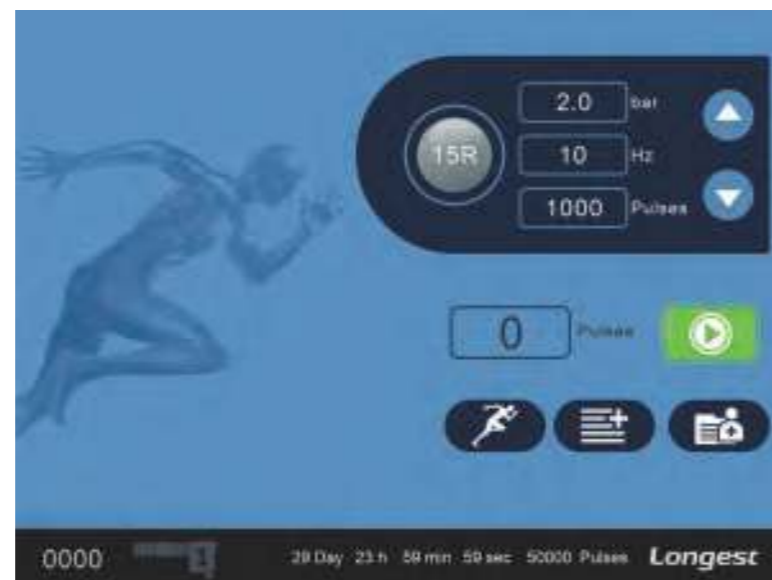 2.0 bar
15R 10 Hz
1000 Pulses
0 Pulses
0000 1 29 Day 23 h 59 min 59 sec 50000 Pulses Longest